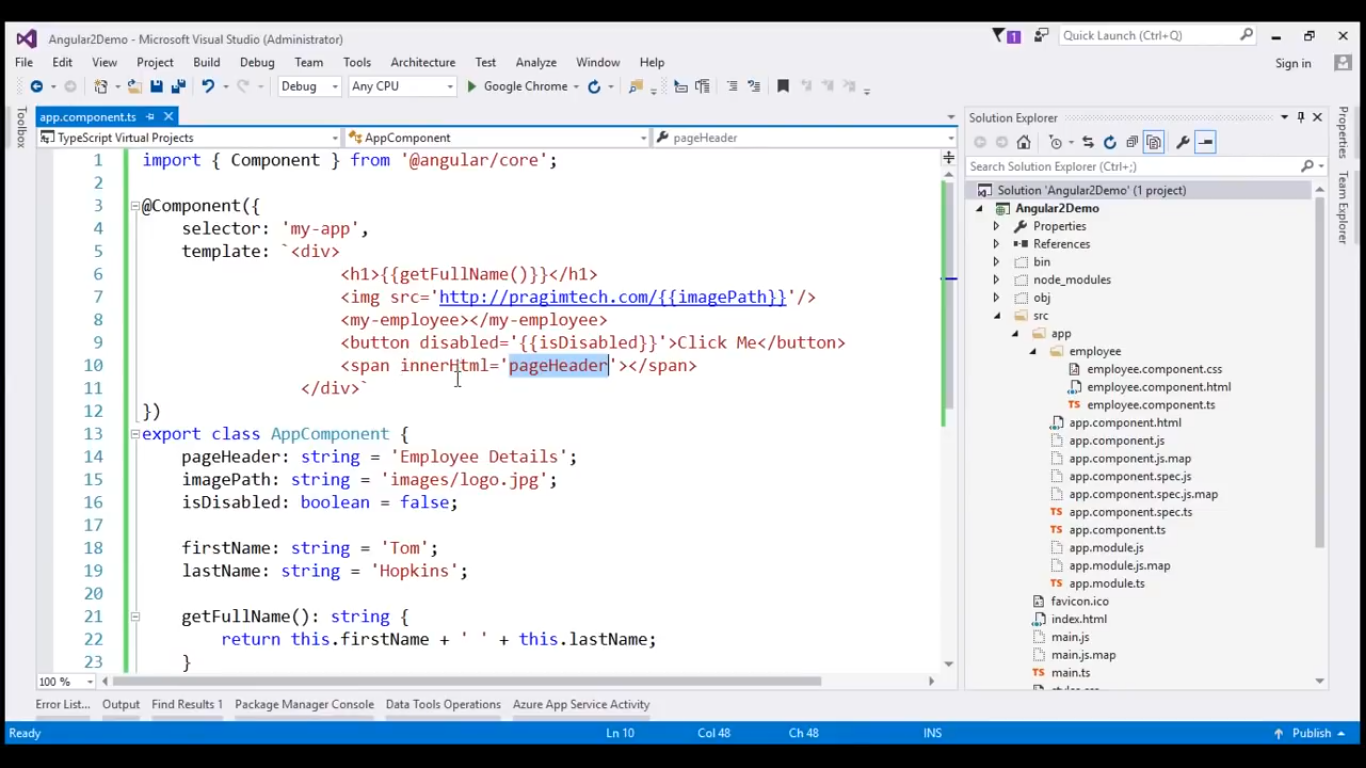 Angular2Demo - Microsoft Visual Studio (Administrator)
1
Quick Launch (Ctrl+Q)
File Edit View Project Build Debug Team Tools Architecture Test Analyze Window Help
Sign in
Debug Any CPU Google Chrome
Toolbox
app.component.ts
TypeScript Virtual Projects AppComponent pageHeader
1 import { Component } from '@angular/core';
2
3 @Component({
4 selector: 'my-app',
5 template: `<div>
6 <h1>{{getFullName()}}</h1>
7 <img src='http://pragimtech.com/{{imagePath}}'/>
8 <my-employee></my-employee>
9 <button disabled='{{isDisabled}}'>Click Me</button>
10 <span innerHtml='pageHeader'></span>
11 </div>`
12 })
13 export class AppComponent {
14 pageHeader: string = 'Employee Details';
15 imagePath: string = 'images/logo.jpg';
16 isDisabled: boolean = false;
17
18 firstName: string = 'Tom';
19 lastName: string = 'Hopkins';
20
21 getFullName(): string {
22 return this.firstName + ' ' + this.lastName;
23 }
100 %
Error List... Output Find Results 1 Package Manager Console Data Tools Operations Azure App Service Activity
Ready Ln 10 Col 48 Ch 48 INS Publish
Solution Explorer
Search Solution Explorer (Ctrl+;)
Solution 'Angular2Demo' (1 project)
Angular2Demo
Properties
References
bin
node_modules
obj
src
app
employee
employee.component.css
employee.component.html
TS employee.component.ts
app.component.html
app.component.js
app.component.js.map
app.component.spec.js
app.component.spec.js.map
TS app.component.spec.ts
TS app.component.ts
app.module.js
app.module.js.map
TS app.module.ts
favicon.ico
index.html
main.js
main.js.map
TS main.ts
Properties
Team Explorer